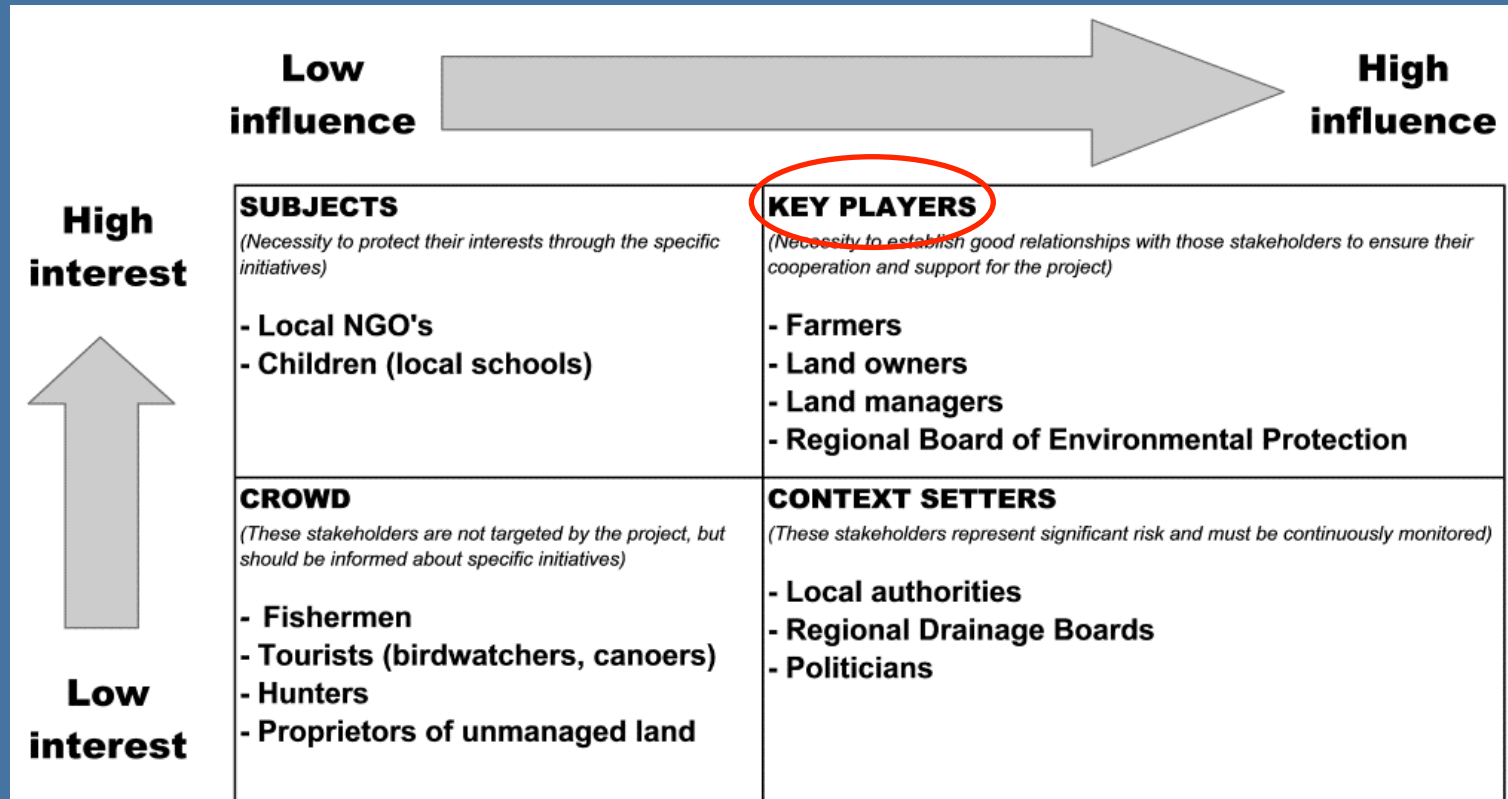 Low
influence
High
influence
High
interest
SUBJECTS
(Necessity to protect their interests through the specific
initiatives)
- Local NGO's
- Children (local schools)
KEY PLAYERS
(Necessity to establish good relationships with those stakeholders to ensure their
cooperation and support for the project)
- Farmers
- Land owners
- Land managers
- Regional Board of Environmental Protection
Low
interest
CROWD
(These stakeholders are not targeted by the project, but
should be informed about specific initiatives)
- Fishermen
- Tourists (birdwatchers, canoers)
- Hunters
- Proprietors of unmanaged land
CONTEXT SETTERS
(These stakeholders represent significant risk and must be continuously monitored)
- Local authorities
- Regional Drainage Boards
- Politicians